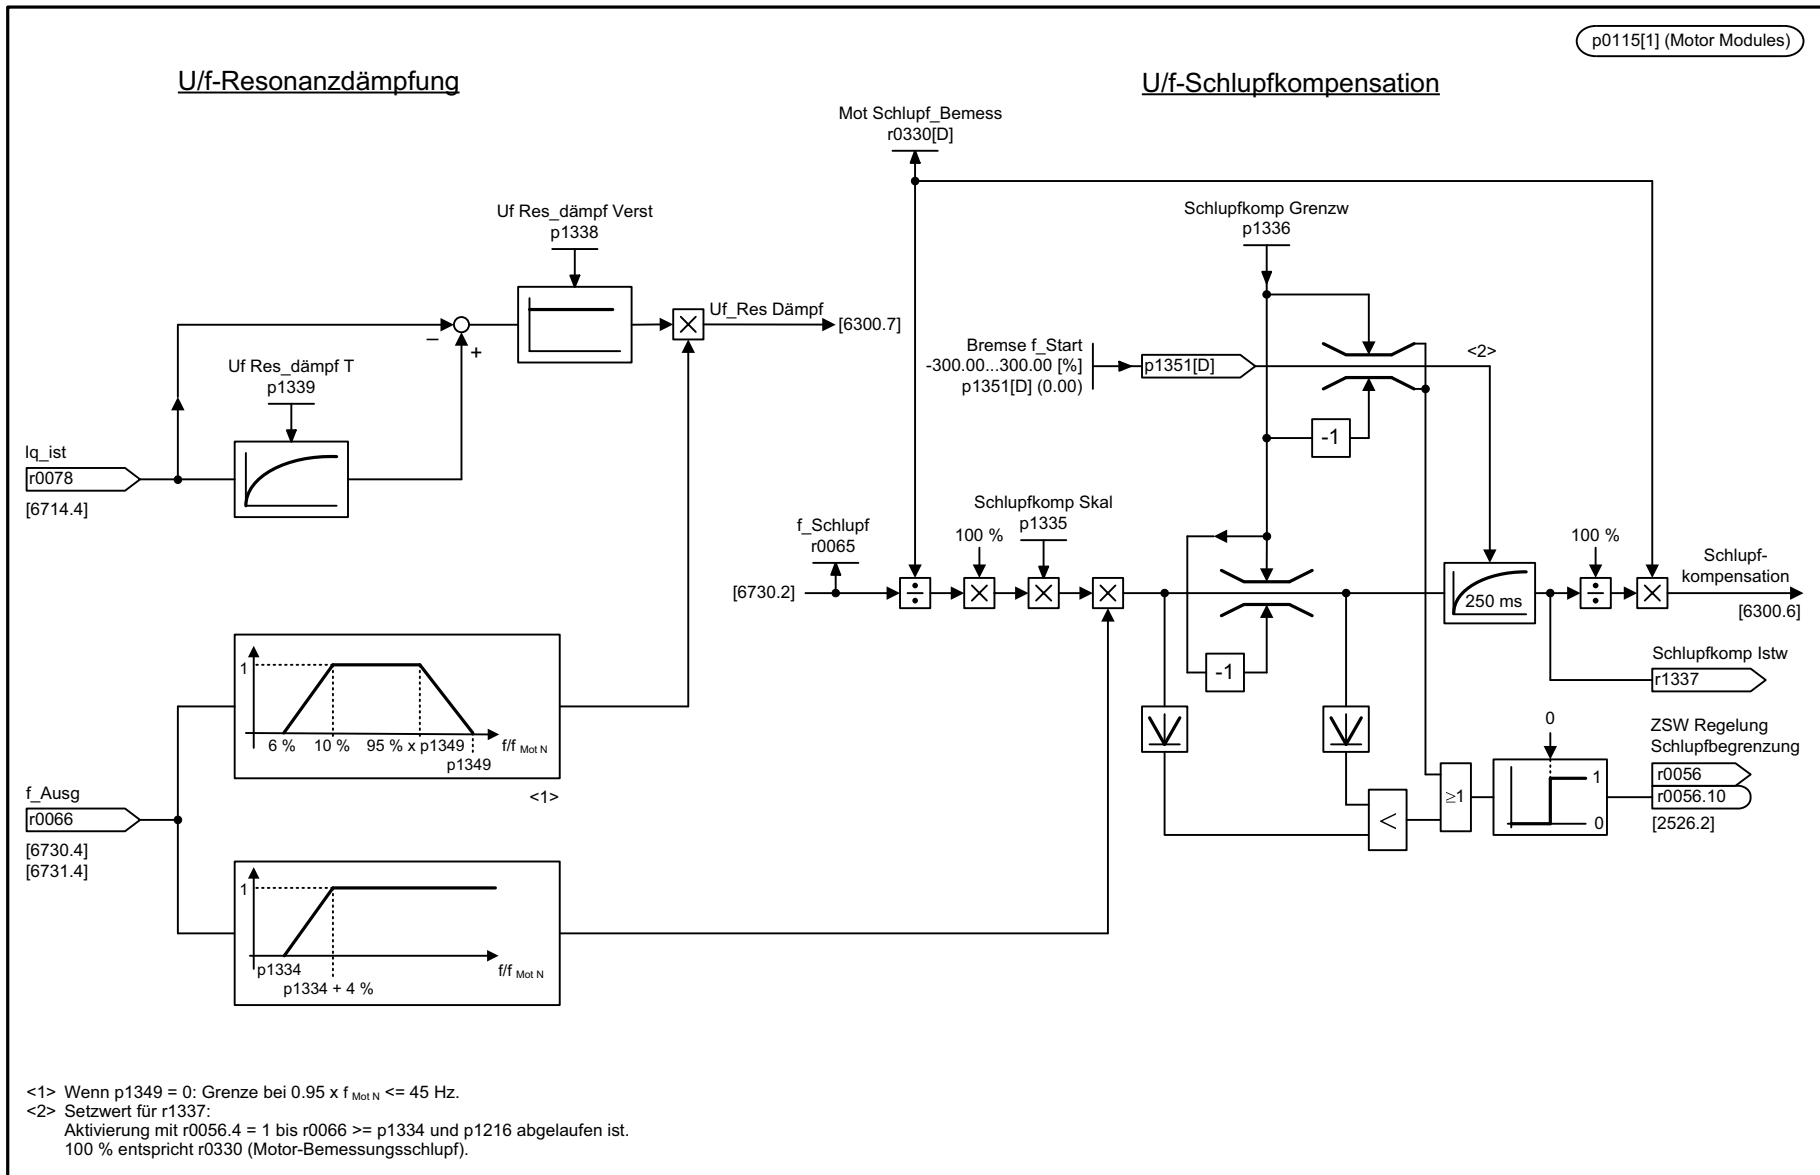 p0115[1] (Motor Modules)
U/f-Resonanzdämpfung
U/f-Schlupfkompensation
Mot Schlupf_Bemess
r0330[D]
Uf Res_dämpf Verst
p1338
Schlupfkomp Grenzw
p1336
Uf_Res Dämpf
[6300.7]
–
+
Uf Res_dämpf T
p1339
Bremse f_Start
-300.00...300.00 [%]
p1351[D] (0.00)
p1351[D]
<2>
-1
Iq_ist
r0078
[6714.4]
f_Schlupf
r0065
[6730.2]
÷
100 %
×
Schlupfkomp Skal
p1335
×
×
×
250 ms
100 %
÷
×
Schlupf-
kompensation
[6300.6]
-1
Schlupfkomp Istw
r1337
1
6 %
10 %
95 % x p1349
p1349
f/f Mot N
<1>
0
ZSW Regelung
Schlupfbegrenzung
r0056
r0056.10
[2526.2]
<
≥1
1
0
f_Ausg
r0066
[6730.4]
[6731.4]
1
p1334
p1334 + 4 %
f/f Mot N
<1> Wenn p1349 = 0: Grenze bei 0.95 x f Mot N <= 45 Hz.
<2> Setzwert für r1337:
Aktivierung mit r0056.4 = 1 bis r0066 >= p1334 und p1216 abgelaufen ist.
100 % entspricht r0330 (Motor-Bemessungsschlupf).